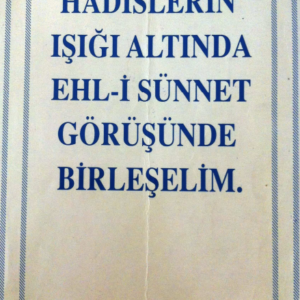 HADİSLERİN
IŞIĞI ALTINDA
EHL-İ SÜNNET
GÖRÜŞÜNDE
BİRLEŞELİM.